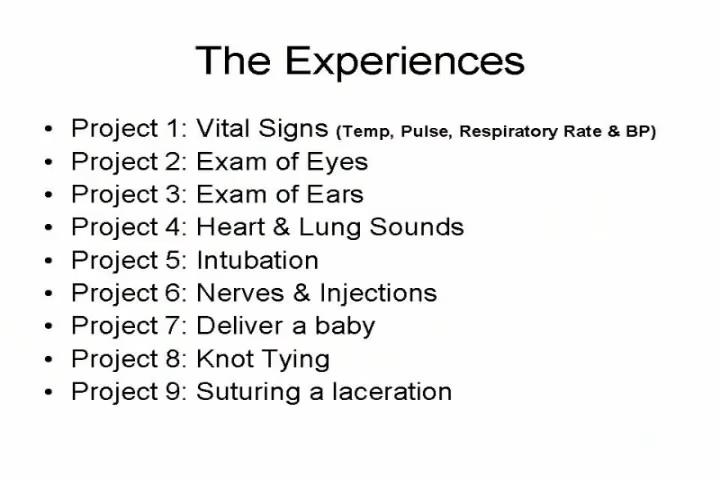 The Experiences
• Project 1: Vital Signs (Temp, Pulse, Respiratory Rate & BP)
• Project 2: Exam of Eyes
• Project 3: Exam of Ears
• Project 4: Heart & Lung Sounds
• Project 5: Intubation
• Project 6: Nerves & Injections
• Project 7: Deliver a baby
• Project 8: Knot Tying
• Project 9: Suturing a laceration